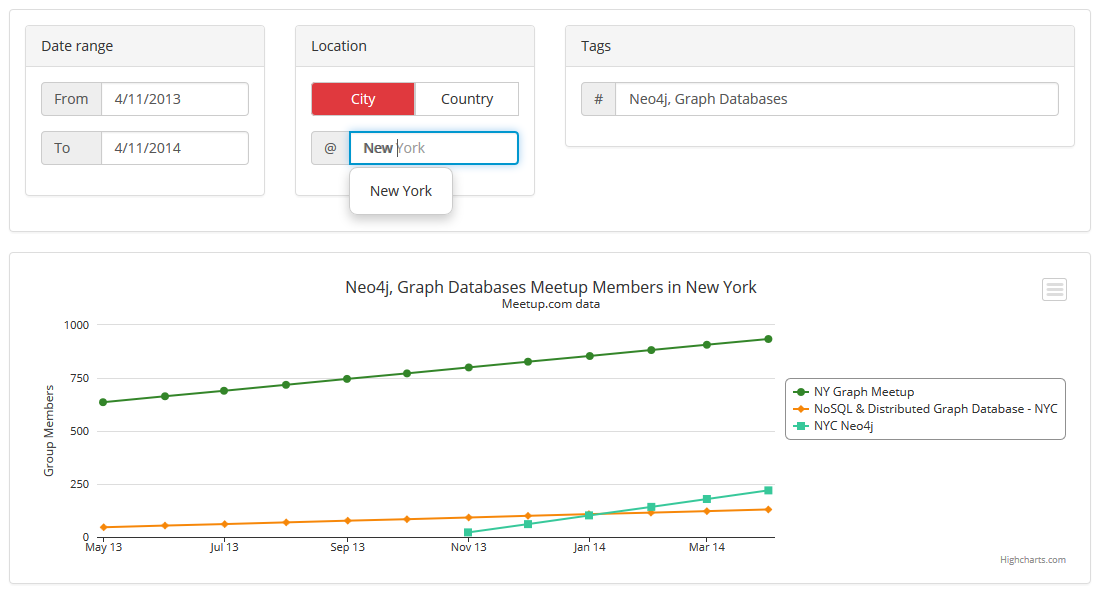 Date range
From 4/11/2013
To 4/11/2014
Location
City Country
@ New York
New York
Tags
# Neo4j, Graph Databases
Neo4j, Graph Databases Meetup Members in New York
Meetup.com data
Group Members
1000
750
500
250
0
May 13 Jul 13 Sep 13 Nov 13 Jan 14 Mar 14
NY Graph Meetup
NoSQL & Distributed Graph Database - NYC
NYC Neo4j
Highcharts.com